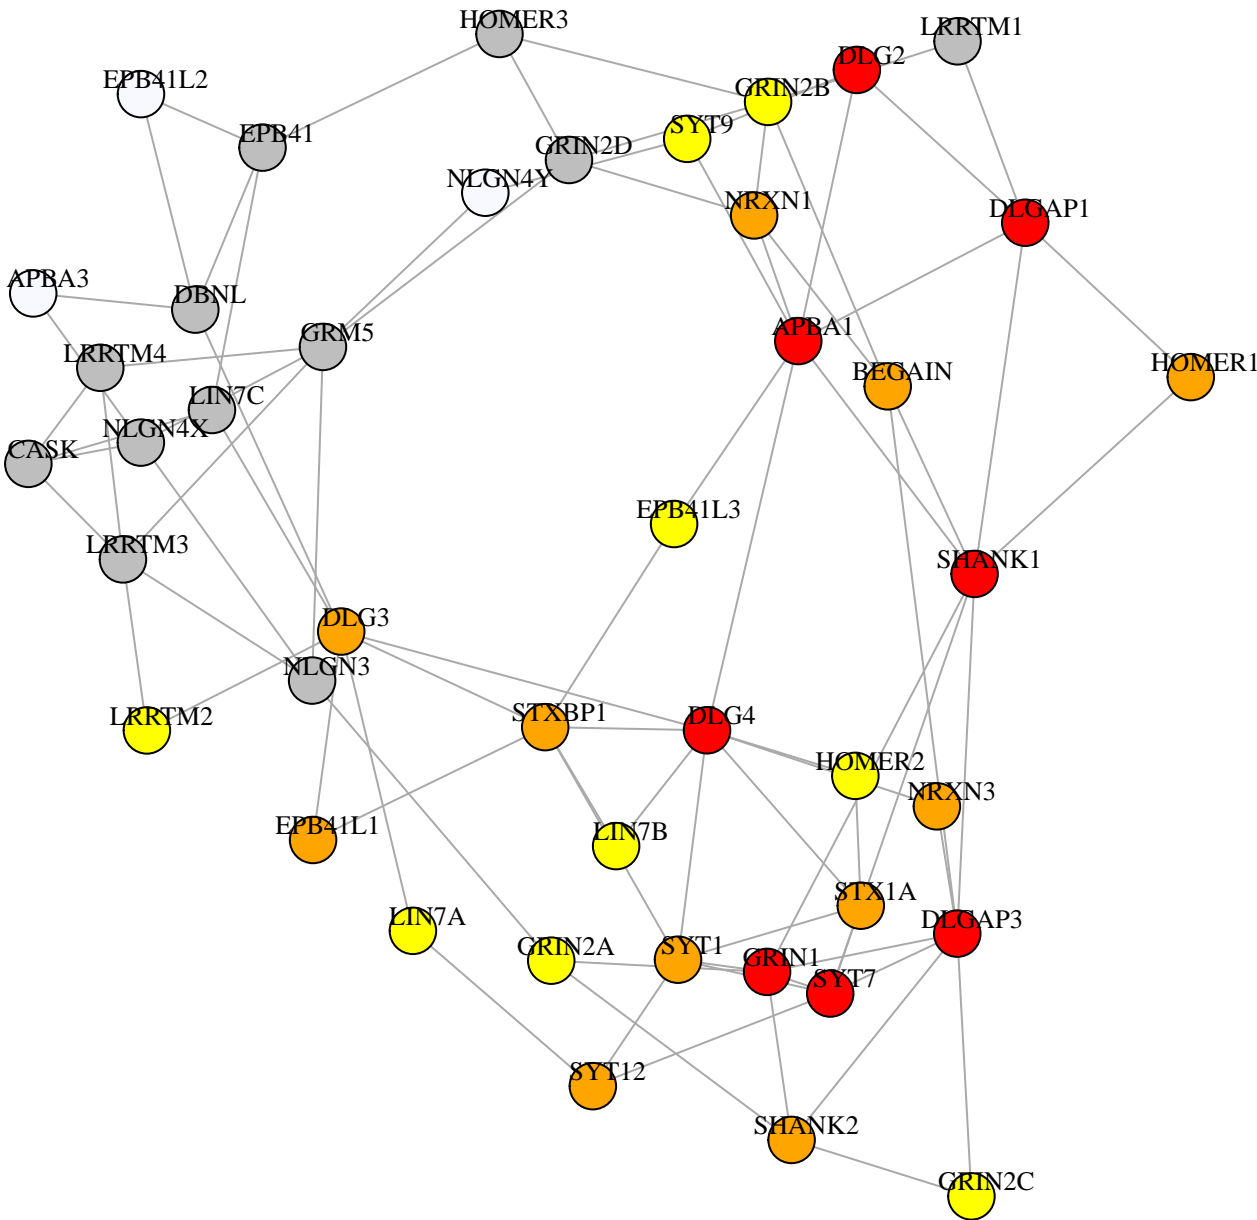 HOMER3
LRRTM1
DLG2
EPB41L2
GRIN2B
SYT9
EPB41
GRIN2D
NLGN4Y
NRXN1
DLGAP1
APBA3
DBNL
GRM5
APBA1
LRRTM4
HOMER1
BEGAIN
LIN7C
NLGN4X
CASK
EPB41L3
LRRTM3
SHANK1
DLG3
NLGN3
LRRTM2
STXBP1
DLG4
HOMER2
NRXN3
EPB41L1
LIN7B
STX1A
LIN7A
DLGAP3
GRIN2A
SYT1
GRIN1
SYT7
SYT12
SHANK2
GRIN2C